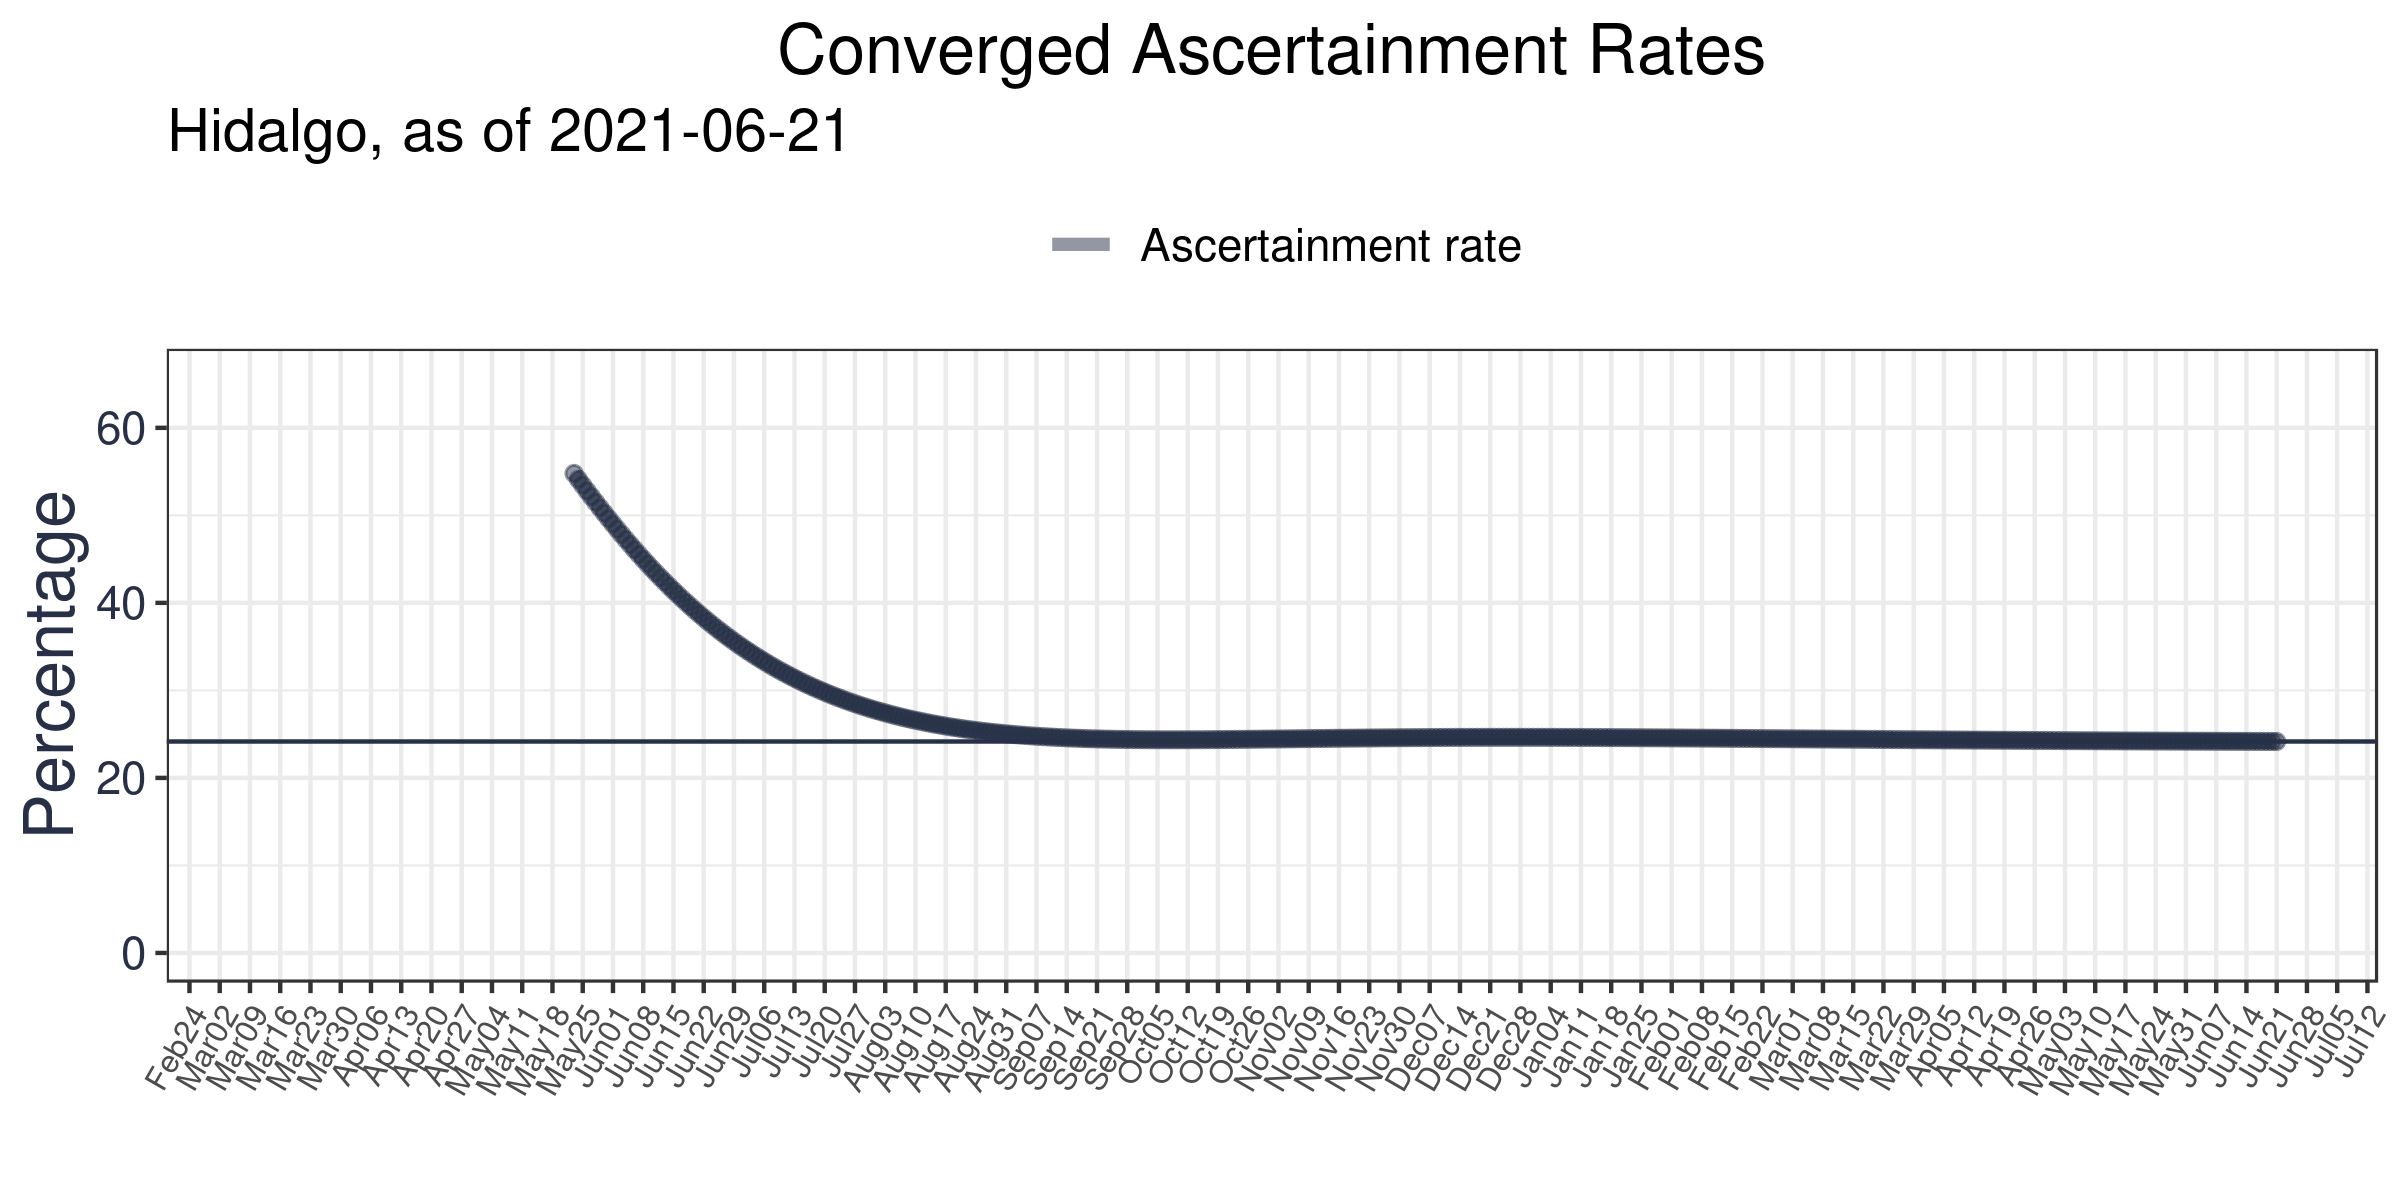 Converged Ascertainment Rates
Hidalgo, as of 2021-06-21
Ascertainment rate
Percentage
60
40
20
0
Feb24
Mar02
Mar09
Mar16
Mar23
Mar30
Apr06
Apr13
Apr20
Apr27
May04
May11
May18
May25
Jun01
Jun08
Jun15
Jun22
Jun29
Jul06
Jul13
Jul20
Jul27
Aug03
Aug10
Aug17
Aug24
Aug31
Sep07
Sep14
Sep21
Sep28
Oct05
Oct12
Oct19
Oct26
Nov02
Nov09
Nov16
Nov23
Nov30
Dec07
Dec14
Dec21
Dec28
Jan04
Jan11
Jan18
Jan25
Feb01
Feb08
Feb15
Feb22
Mar01
Mar08
Mar15
Mar22
Mar29
Apr05
Apr12
Apr19
Apr26
May03
May10
May17
May24
May31
Jun07
Jun14
Jun21
Jun28
Jul05
Jul12